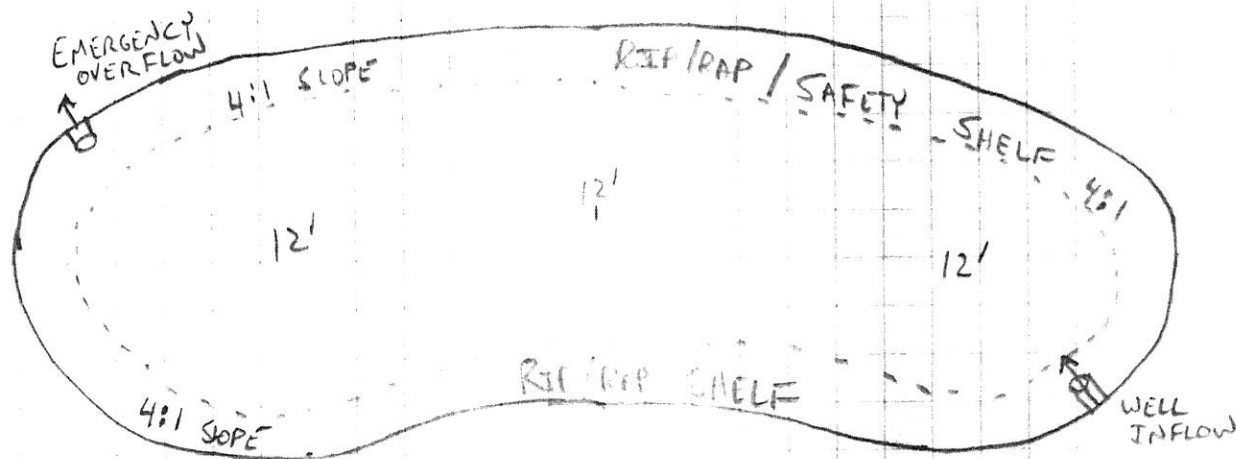 EMERGENCY
OVERFLOW
4:1 SLOPE
RIP/RAP/SAFETY
SHELF
4:1
12'
12'
12'
RIP/RAP SHELF
4:1 SLOPE
WELL
INFLOW